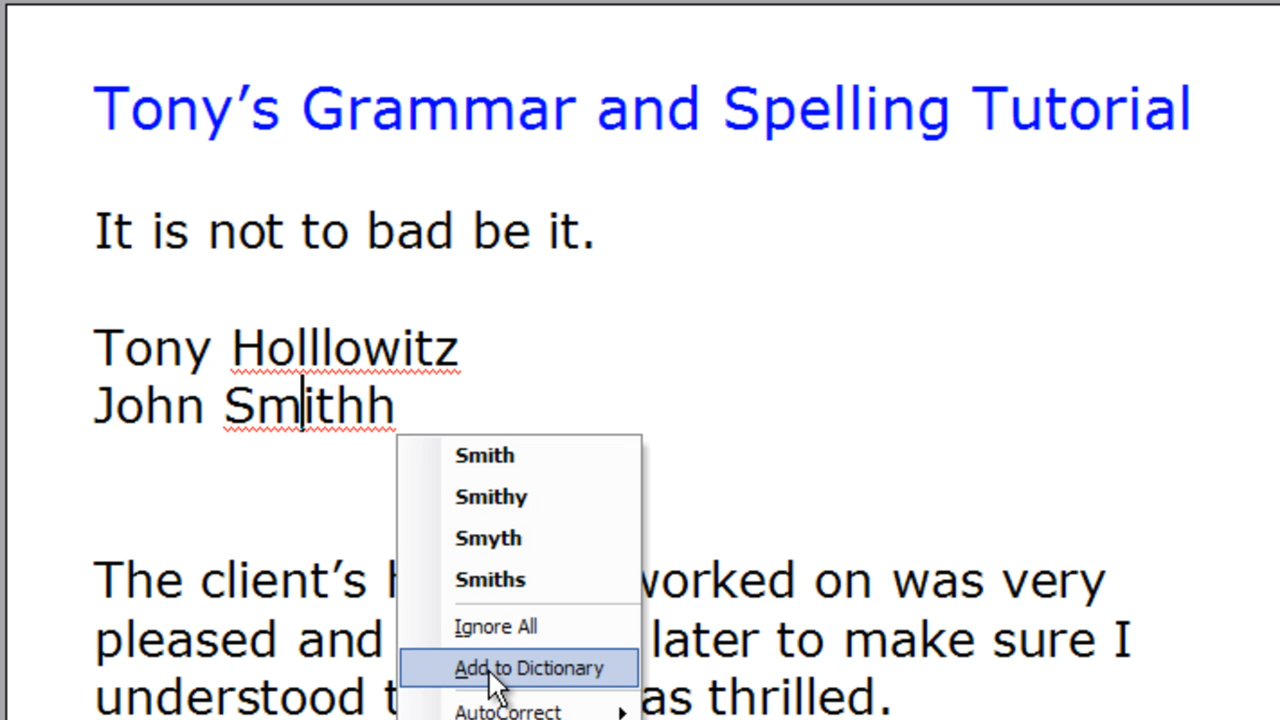 Tony’s Grammar and Spelling Tutorial
It is not to bad be it.
Tony Holllowitz
John Smithh
Smith
Smithy
Smyth
Smiths
Ignore All
Add to Dictionary
AutoCorrect
The client’s worked on was very
pleased and later to make sure I
understood thrilled.